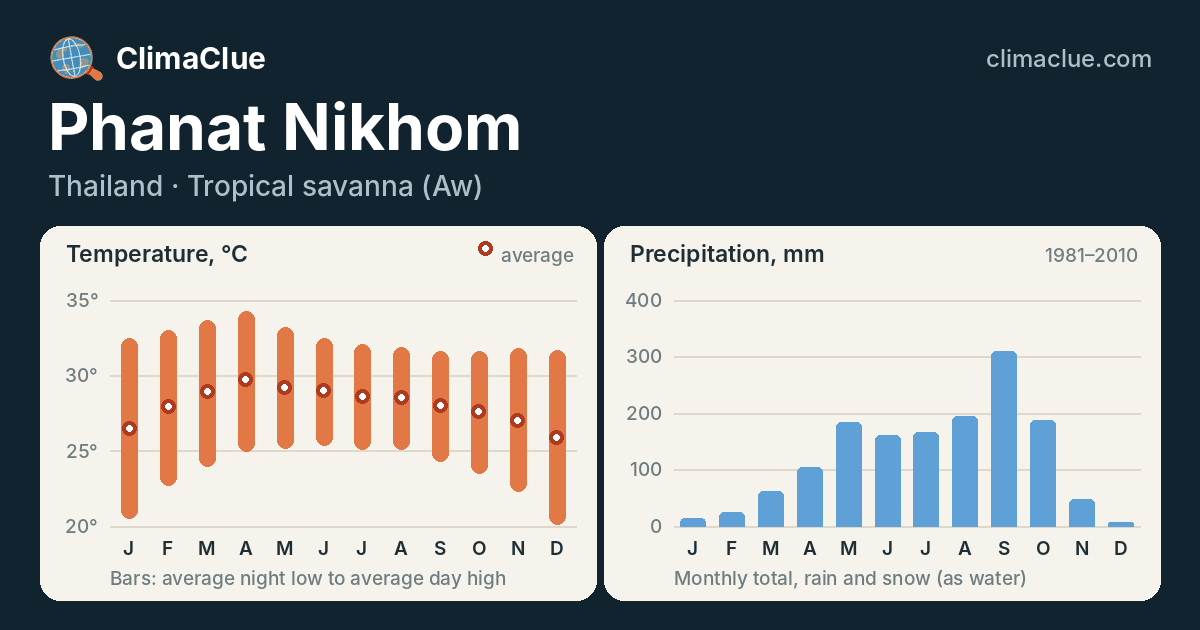 ClimaClue
climaclue.com
Phanat Nikhom
Thailand · Tropical savanna (Aw)
Temperature, °C
average
35°
30°
25°
20°
J F M A M J J A S O N D
Bars: average night low to average day high
Precipitation, mm
1981–2010
400
300
200
100
0
J F M A M J J A S O N D
Monthly total, rain and snow (as water)